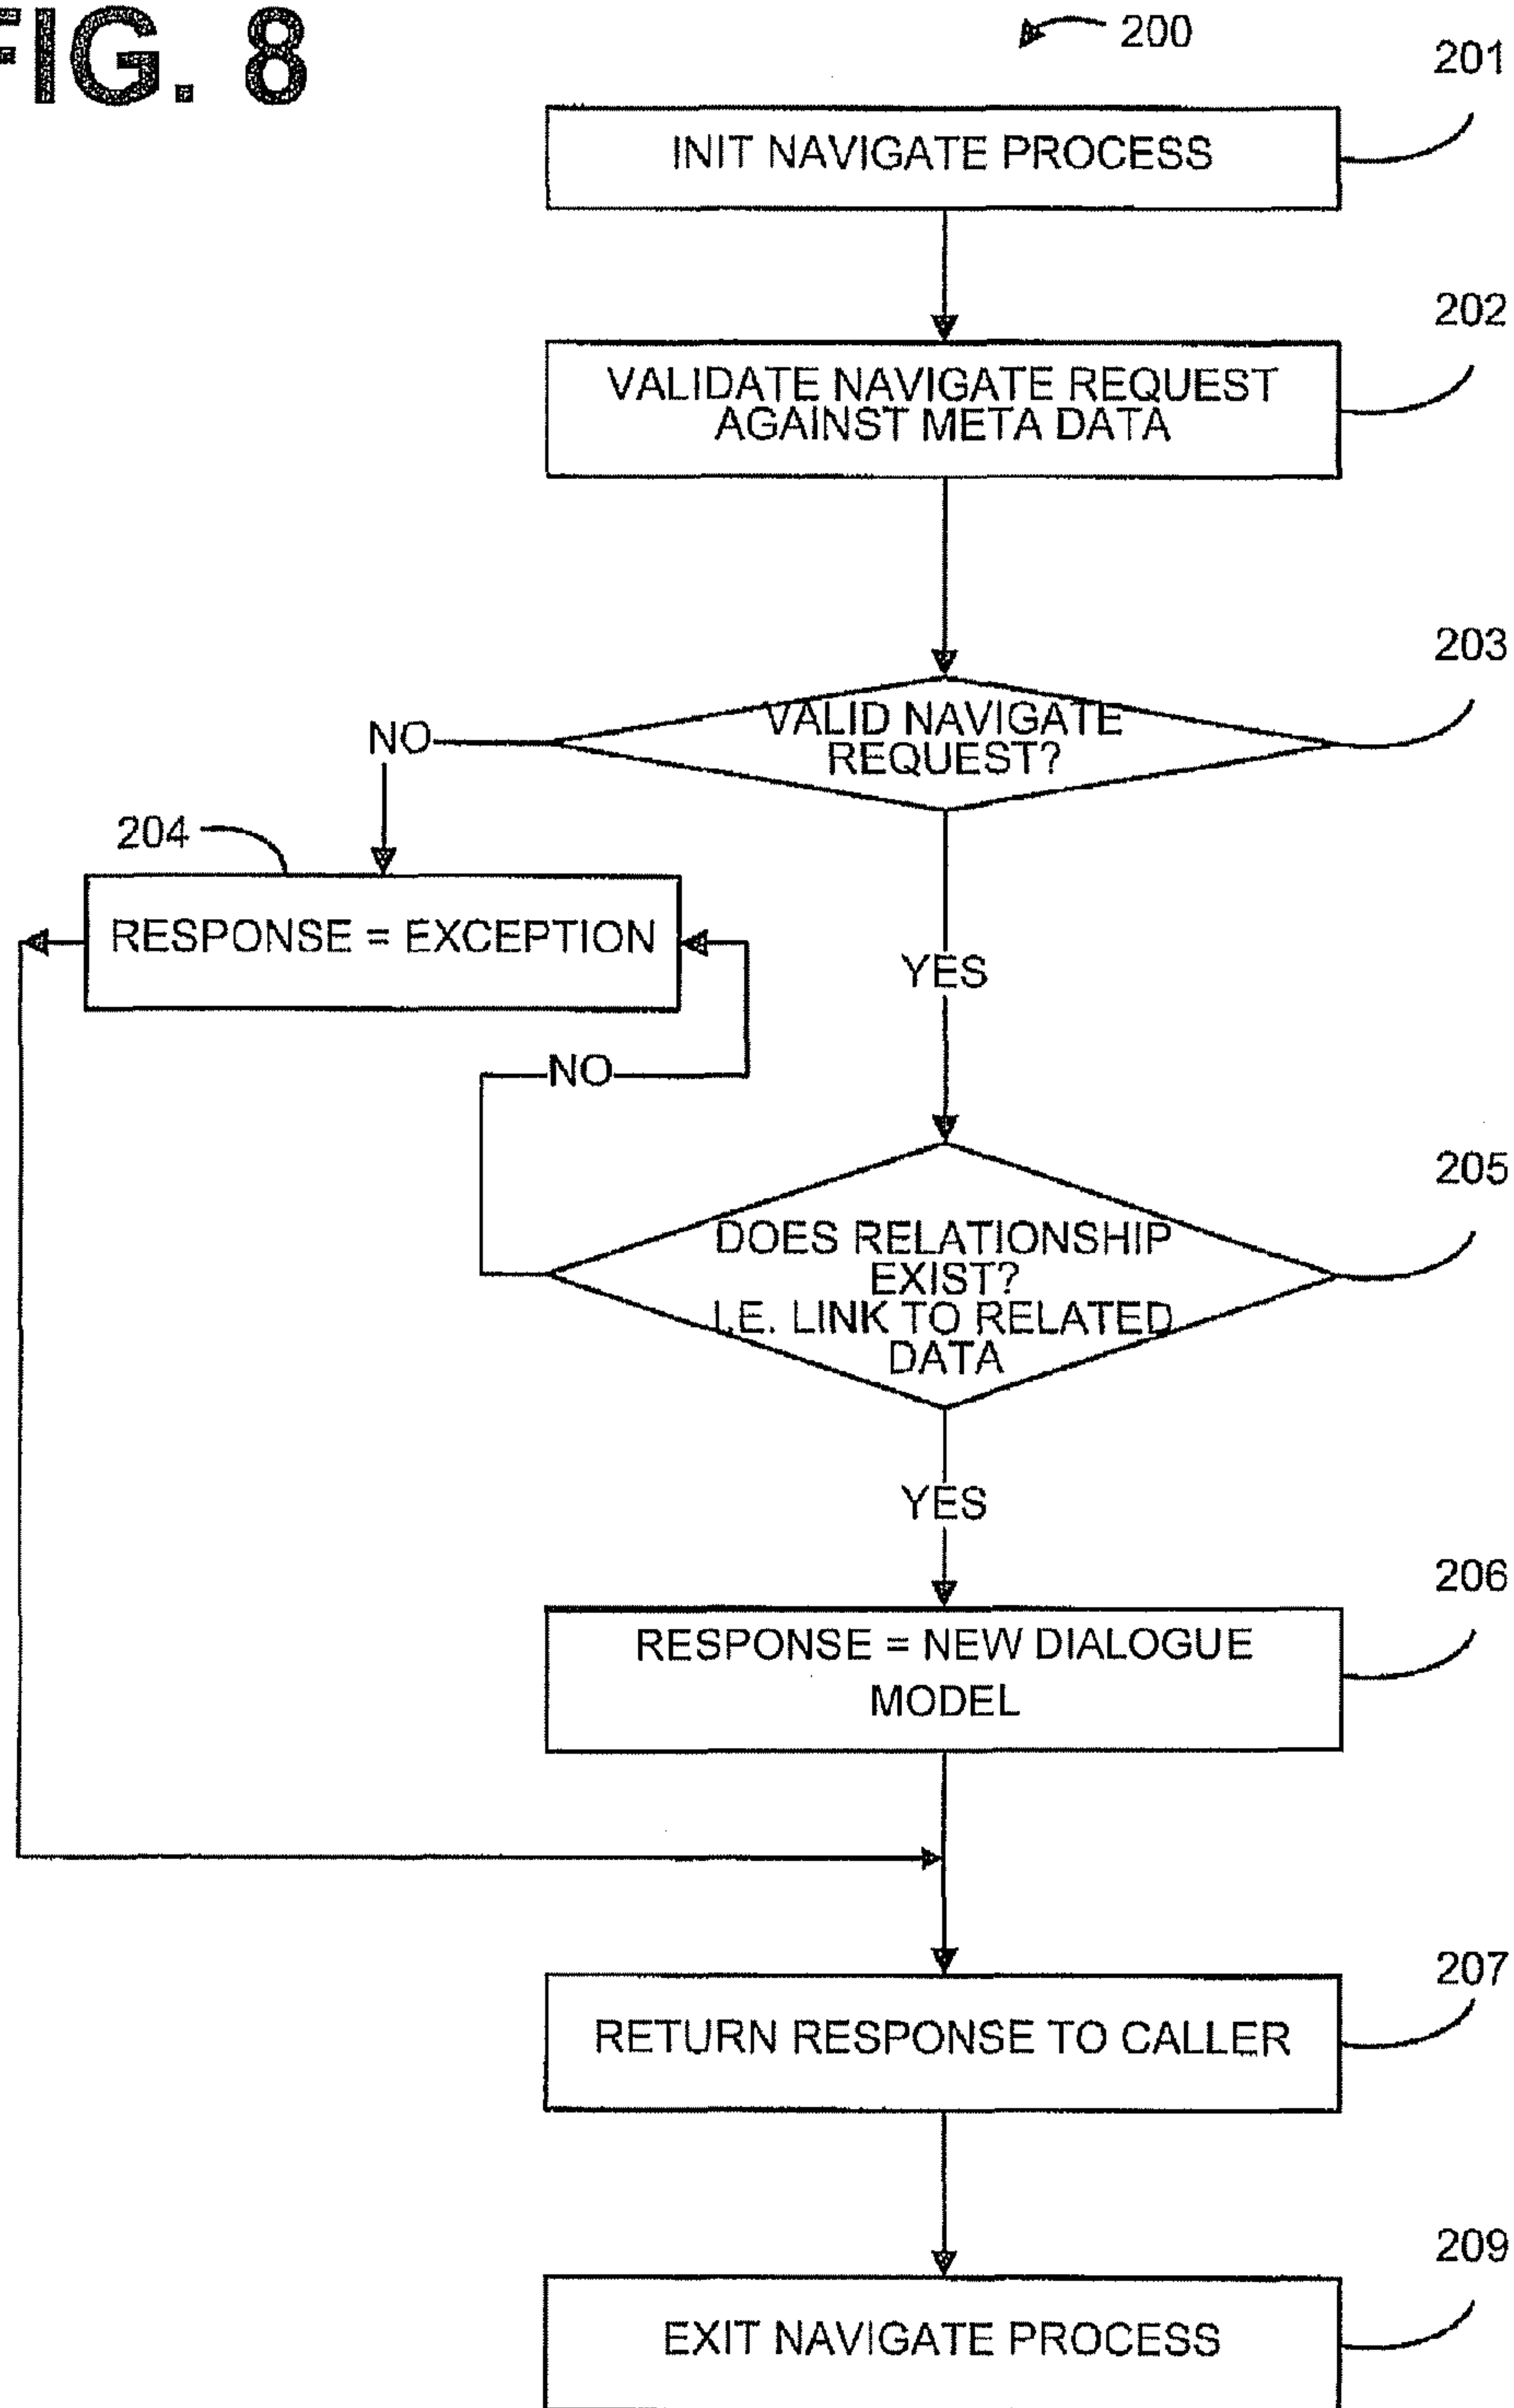 FIG. 8
200
201
INIT NAVIGATE PROCESS
202
VALIDATE NAVIGATE REQUEST
AGAINST META DATA
203
VALID NAVIGATE
REQUEST?
NO
204
RESPONSE = EXCEPTION
YES
NO
205
DOES RELATIONSHIP
EXIST?
I.E. LINK TO RELATED
DATA
YES
206
RESPONSE = NEW DIALOGUE
MODEL
207
RETURN RESPONSE TO CALLER
209
EXIT NAVIGATE PROCESS